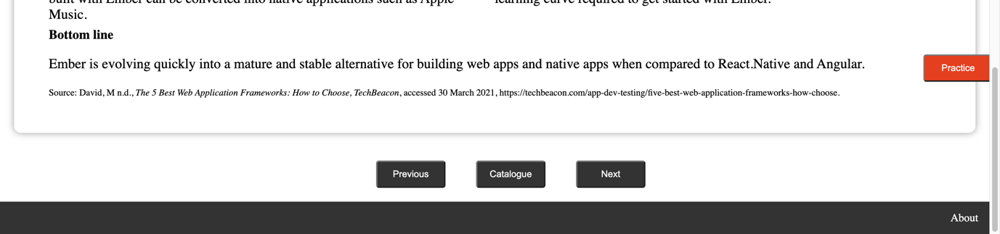 built with Ember can be converted into native applications such as Apple
Music.
learning curve required to get started with Ember.
Bottom line
Ember is evolving quickly into a mature and stable alternative for building web apps and native apps when compared to React.Native and Angular.
Practice
Source: David, M n.d., The 5 Best Web Application Frameworks: How to Choose, TechBeacon, accessed 30 March 2021, https://techbeacon.com/app-dev-testing/five-best-web-application-frameworks-how-choose.
Previous
Catalogue
Next
About